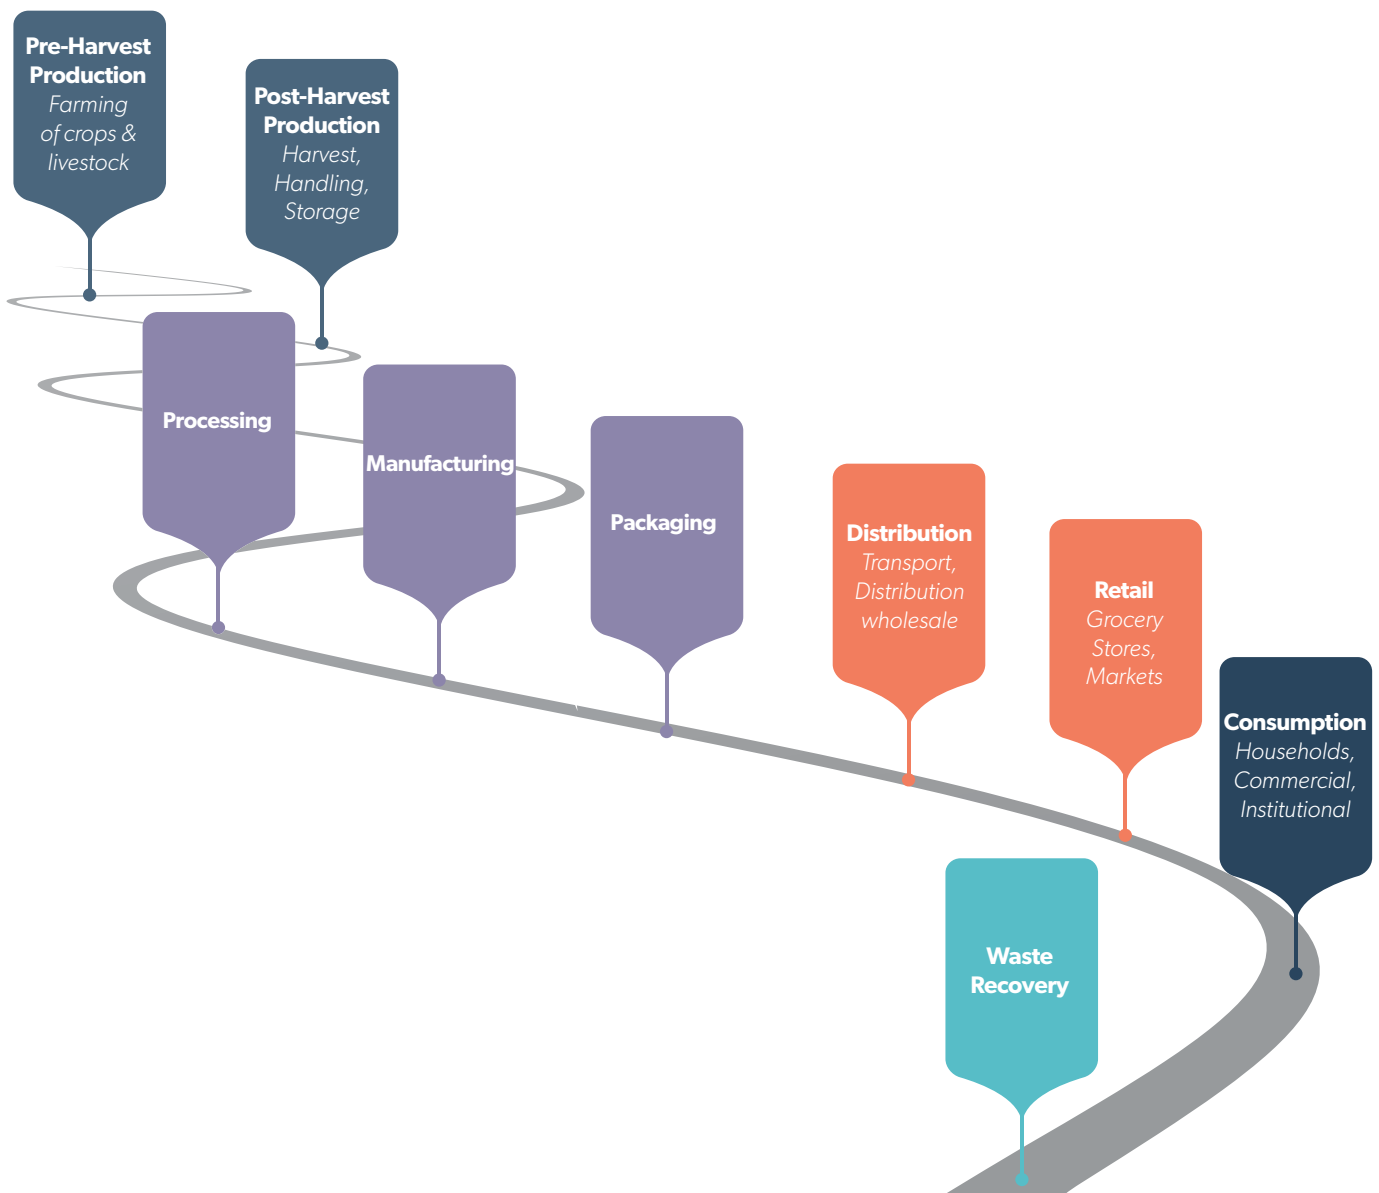 Pre-Harvest
Production
Farming
of crops &
livestock
Post-Harvest
Production
Harvest,
Handling,
Storage
Processing
Manufacturing
Packaging
Distribution
Transport,
Distribution
wholesale
Retail
Grocery
Stores,
Markets
Consumption
Households,
Commercial,
Institutional
Waste
Recovery